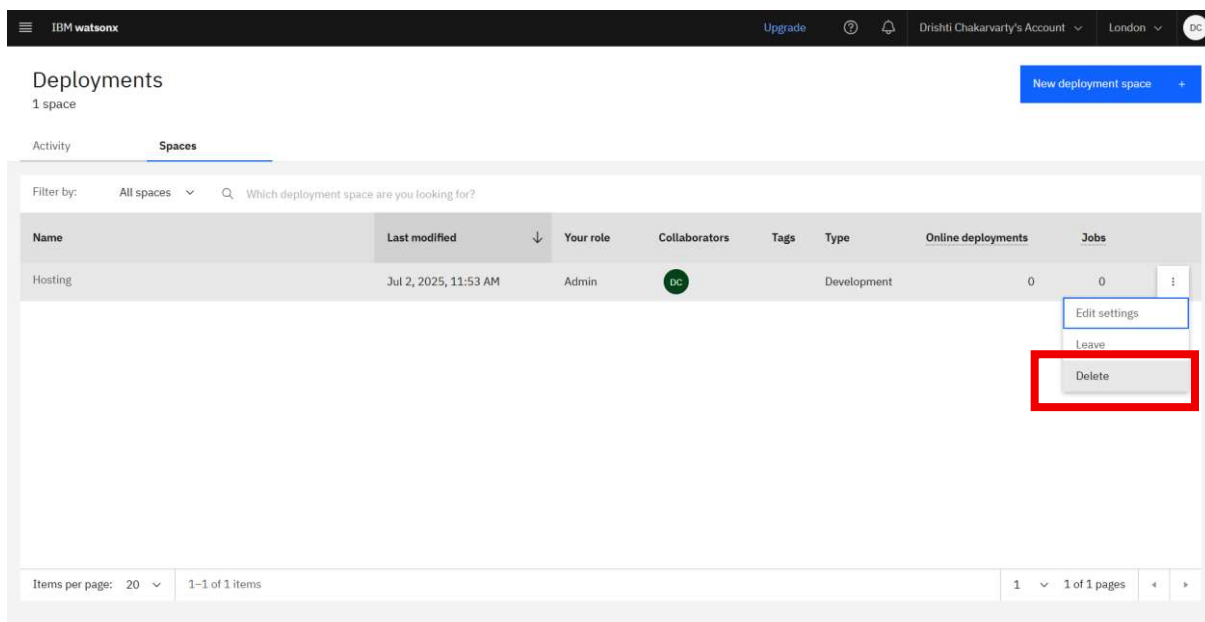 IBM watsonx Upgrade Drishti Chakarvarty's Account London DC
Deployments
New deployment space +
1 space
Activity Spaces
Filter by: All spaces Which deployment space are you looking for?
Name Last modified Your role Collaborators Tags Type Online deployments Jobs
Hosting Jul 2, 2025, 11:53 AM Admin DC Development 0 0
Edit settings
Leave
Delete
Items per page: 20 1–1 of 1 items 1 1 of 1 pages